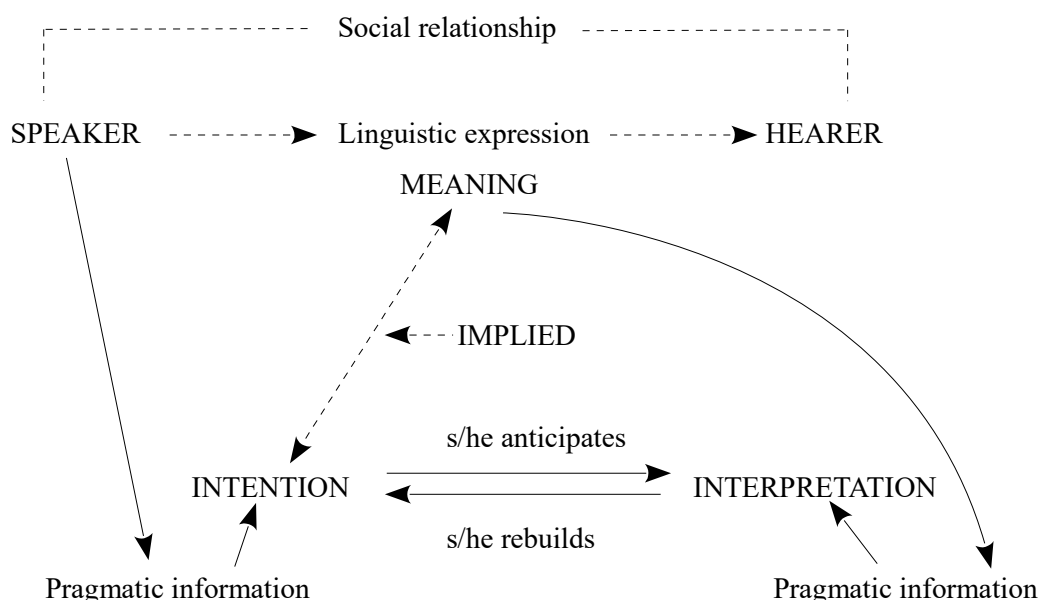 Social relationship
SPEAKER Linguistic expression HEARER
MEANING
IMPLIED
s/he anticipates
INTENTION INTERPRETATION
s/he rebuilds
Pragmatic information Pragmatic information